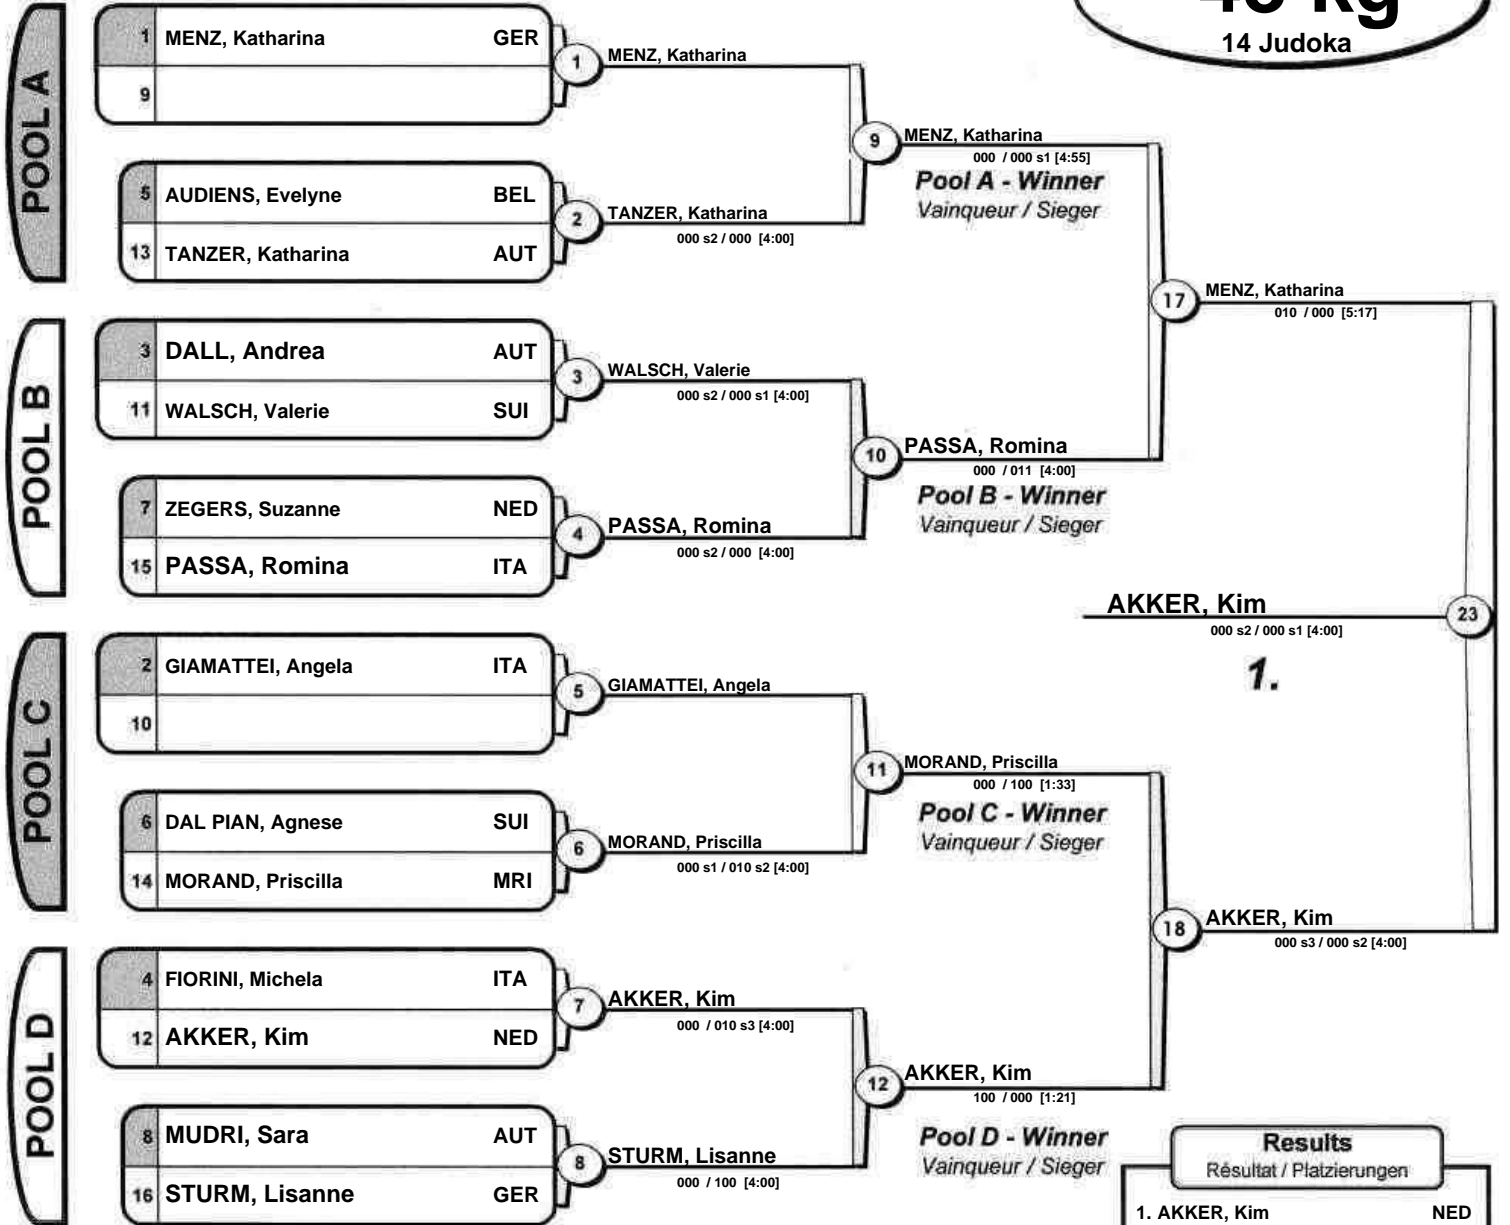 14 Judoka
POOL A
1 MENZ, Katharina GER
9
1 MENZ, Katharina
5 AUDIENS, Evelyne BEL
13 TANZER, Katharina AUT
2 TANZER, Katharina
000 s2 / 000 [4:00]
9 MENZ, Katharina
000 / 000 s1 [4:55]
Pool A - Winner
Vainqueur / Sieger
POOL B
3 DALL, Andrea AUT
11 WALSCH, Valerie SUI
3 WALSCH, Valerie
000 s2 / 000 s1 [4:00]
7 ZEGERS, Suzanne NED
15 PASSA, Romina ITA
4 PASSA, Romina
000 s2 / 000 [4:00]
10 PASSA, Romina
000 / 011 [4:00]
Pool B - Winner
Vainqueur / Sieger
17 MENZ, Katharina
010 / 000 [5:17]
POOL C
2 GIAMATTEI, Angela ITA
10
5 GIAMATTEI, Angela
6 DAL PIAN, Agnese SUI
14 MORAND, Priscilla MRI
6 MORAND, Priscilla
000 s1 / 010 s2 [4:00]
11 MORAND, Priscilla
000 / 100 [1:33]
Pool C - Winner
Vainqueur / Sieger
POOL D
4 FIORINI, Michela ITA
12 AKKER, Kim NED
7 AKKER, Kim
000 / 010 s3 [4:00]
8 MUDRI, Sara AUT
16 STURM, Lisanne GER
8 STURM, Lisanne
000 / 100 [4:00]
12 AKKER, Kim
100 / 000 [1:21]
Pool D - Winner
Vainqueur / Sieger
18 AKKER, Kim
000 s3 / 000 s2 [4:00]
AKKER, Kim 23
000 s2 / 000 s1 [4:00]
1.
Results
Résultat / Platzierungen
1. AKKER, Kim NED